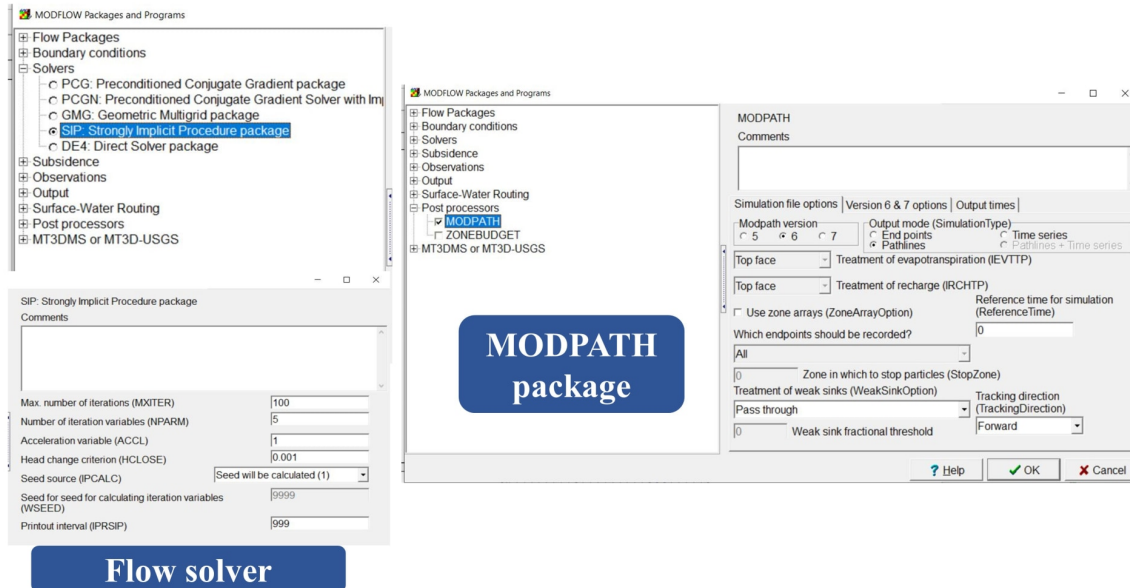 MODFLOW Packages and Programs
Flow Packages
Boundary conditions
Solvers
PCG: Preconditioned Conjugate Gradient package
PCGN: Preconditioned Conjugate Gradient Solver with Imp
GMG: Geometric Multigrid package
SIP: Strongly Implicit Procedure package
DE4: Direct Solver package
Subsidence
Observations
Output
Surface-Water Routing
Post processors
MT3DMS or MT3D-USGS
SIP: Strongly Implicit Procedure package
Comments
Max. number of iterations (MXITER) 100
Number of iteration variables (NPARM) 5
Acceleration variable (ACCL) 1
Head change criterion (HCLOSE) 0.001
Seed source (IPCALC) Seed will be calculated (1)
Seed for seed for calculating iteration variables 9999
(WSEED)
Printout interval (IPRSIP) 999
Flow solver
MODFLOW Packages and Programs
Flow Packages
Boundary conditions
Solvers
Subsidence
Observations
Output
Surface-Water Routing
Post processors
MODPATH
ZONEBUDGET
MT3DMS or MT3D-USGS
MODPATH
package
MODPATH
Comments
Simulation file options Version 6 & 7 options Output times
Modpath version Output mode (SimulationType)
5 6 7 End points Time series
Pathlines Pathlines + Time series
Top face Treatment of evapotranspiration (IEVTTP)
Top face Treatment of recharge (IRCHTP)
Use zone arrays (ZoneArrayOption)
Reference time for simulation
(ReferenceTime)
0
Which endpoints should be recorded?
All
0 Zone in which to stop particles (StopZone)
Treatment of weak sinks (WeakSinkOption)
Pass through
Tracking direction
(TrackingDirection)
Forward
0 Weak sink fractional threshold
? Help OK Cancel